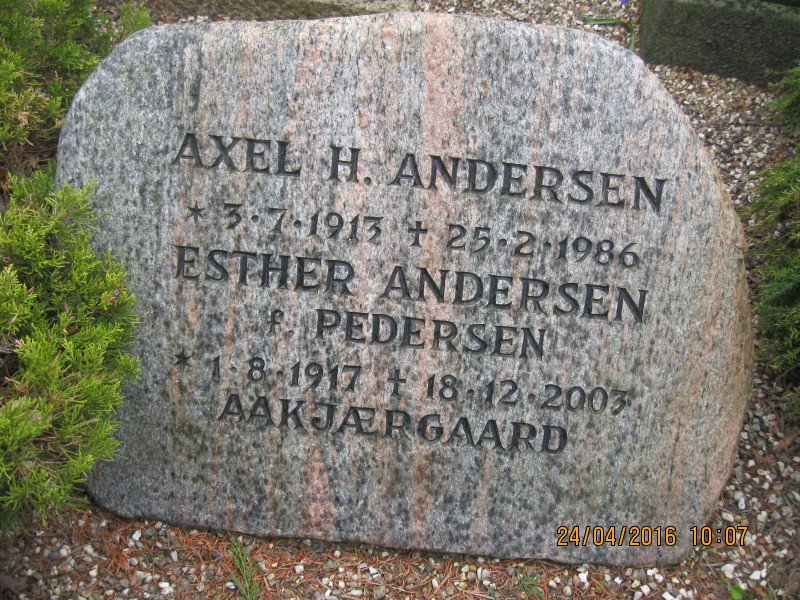 AXEL H. ANDERSEN
* 3·7·1913 † 25·2·1986
ESTHER ANDERSEN
f. PEDERSEN
* 1·8·1917 † 18·12·2003
AAKJÆRGAARD
24/04/2016 10:07